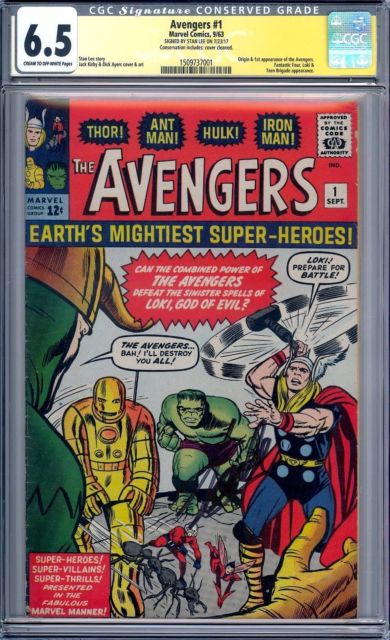 CGC Signature CONSERVED GRADE
6.5
CREAM TO OFF-WHITE Pages
Avengers #1
Marvel Comics, 9/63
SIGNED BY STAN LEE ON 7/23/17
Conservation includes: cover cleaned.
Stan Lee story
Jack Kirby & Dick Ayers cover & art
Origin & 1st appearance of the Avengers.
Fantastic Four, Loki &
Teen Brigade appearance.
1509737001
CGC
THOR!
ANT
MAN!
HULK!
IRON
MAN!
APPROVED
BY THE
COMICS
CODE
AUTHORITY
IND.
MARVEL
COMICS
GROUP
12¢
THE AVENGERS
1
SEPT.
EARTH'S MIGHTIEST SUPER-HEROES!
CAN THE COMBINED POWER OF
THE AVENGERS
DEFEAT THE SINISTER SPELLS OF
LOKI, GOD OF EVIL?
LOKI!
PREPARE FOR
BATTLE!
THE AVENGERS...
BAH! I'LL DESTROY
YOU ALL!
SUPER-HEROES!
SUPER-VILLAINS!
SUPER-THRILLS!
PRESENTED
IN THE
FABULOUS
MARVEL MANNER!